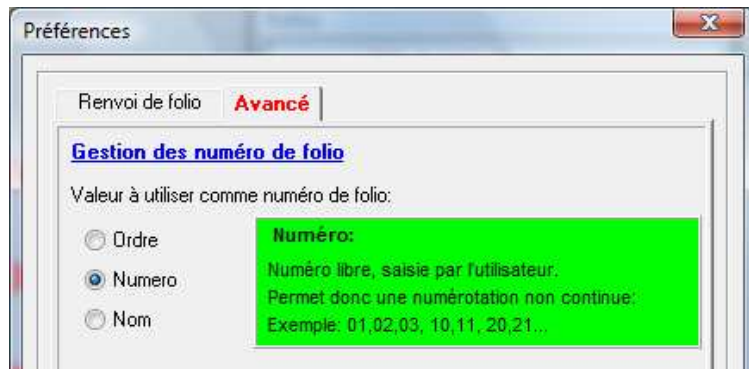 Préférences
Renvoi de folio
Avancé
Gestion des numéro de folio
Valeur à utiliser comme numéro de folio:
Ordre
Numero
Nom
Numéro:
Numéro libre, saisie par l'utilisateur.
Permet donc une numérotation non continue:
Exemple: 01,02,03, 10,11, 20,21...